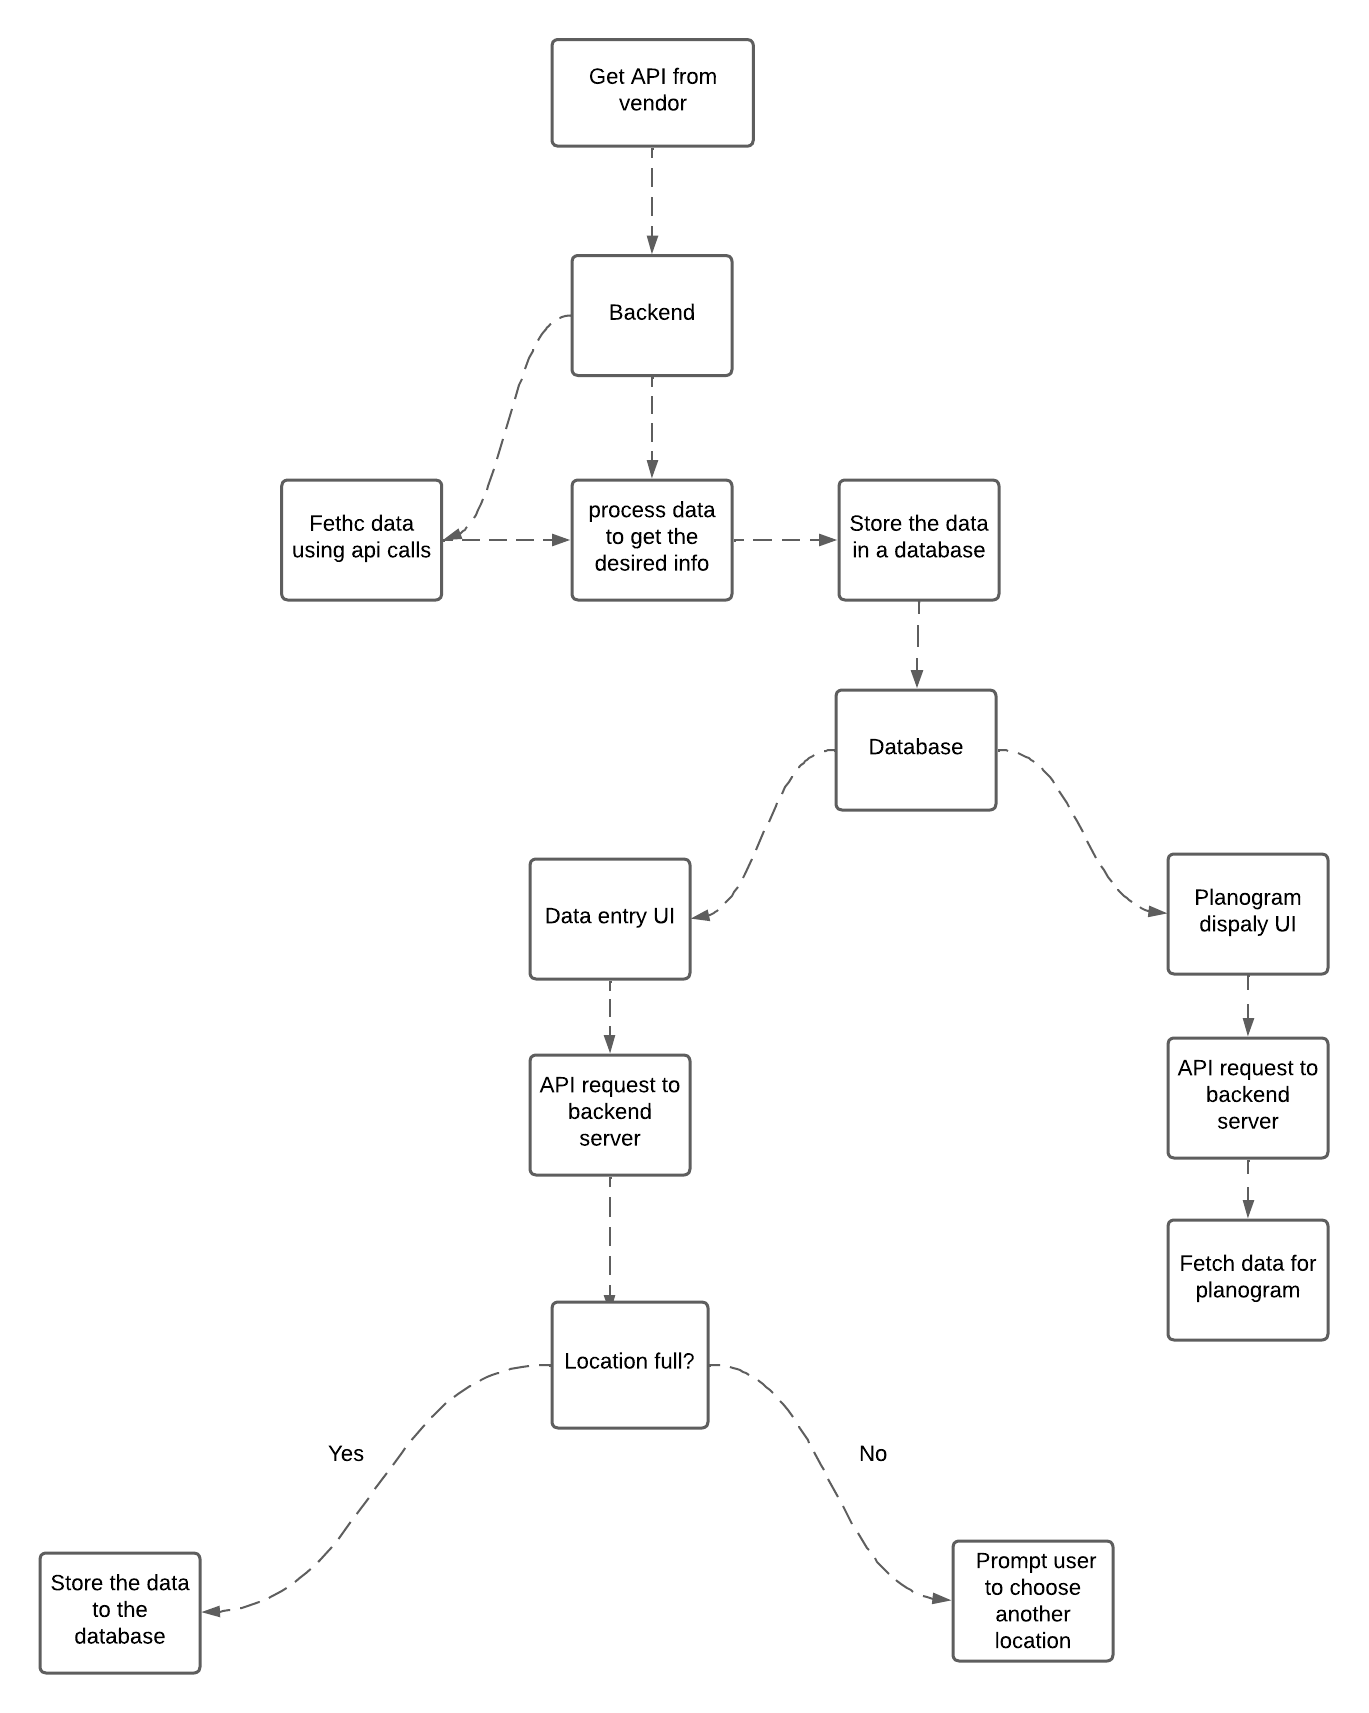 Get API from
vendor
Backend
Fethc data
using api calls
process data
to get the
desired info
Store the data
in a database
Database
Data entry UI
Planogram
dispaly UI
API request to
backend
server
API request to
backend
server
Fetch data for
planogram
Location full?
Yes
No
Store the data
to the
database
Prompt user
to choose
another
location